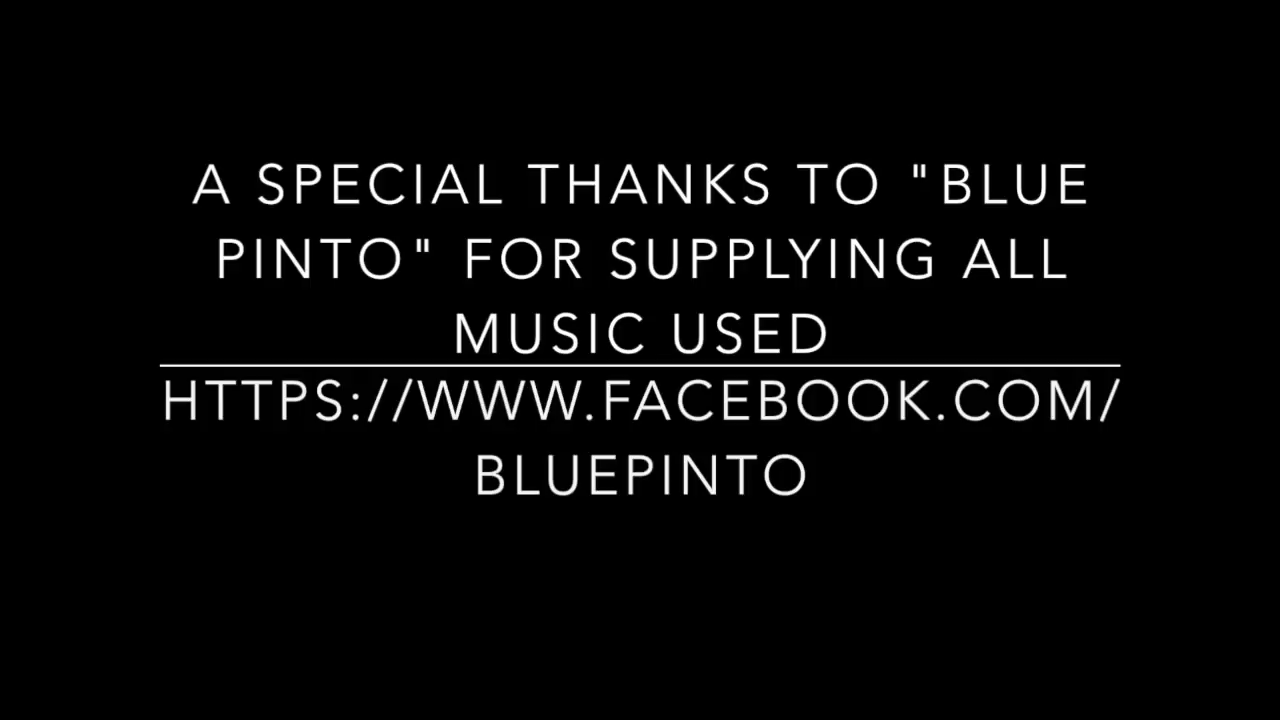 A SPECIAL THANKS TO "BLUE
PINTO" FOR SUPPLYING ALL
MUSIC USED
HTTPS://WWW.FACEBOOK.COM/
BLUEPINTO